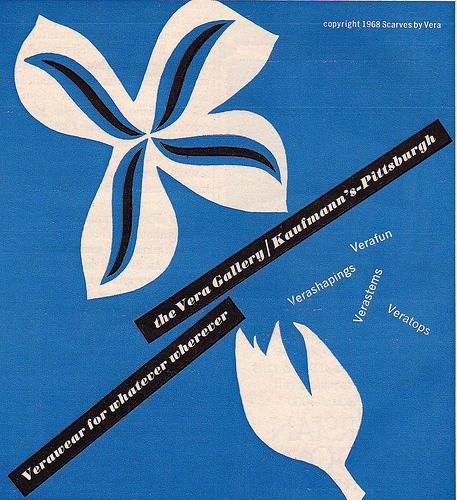 copyright 1968 Scarves by Vera
the Vera Gallery/Kaufmann's-Pittsburgh
Verafun
Verashapings
Verastems
Veratops
Verawear for whatever wherever